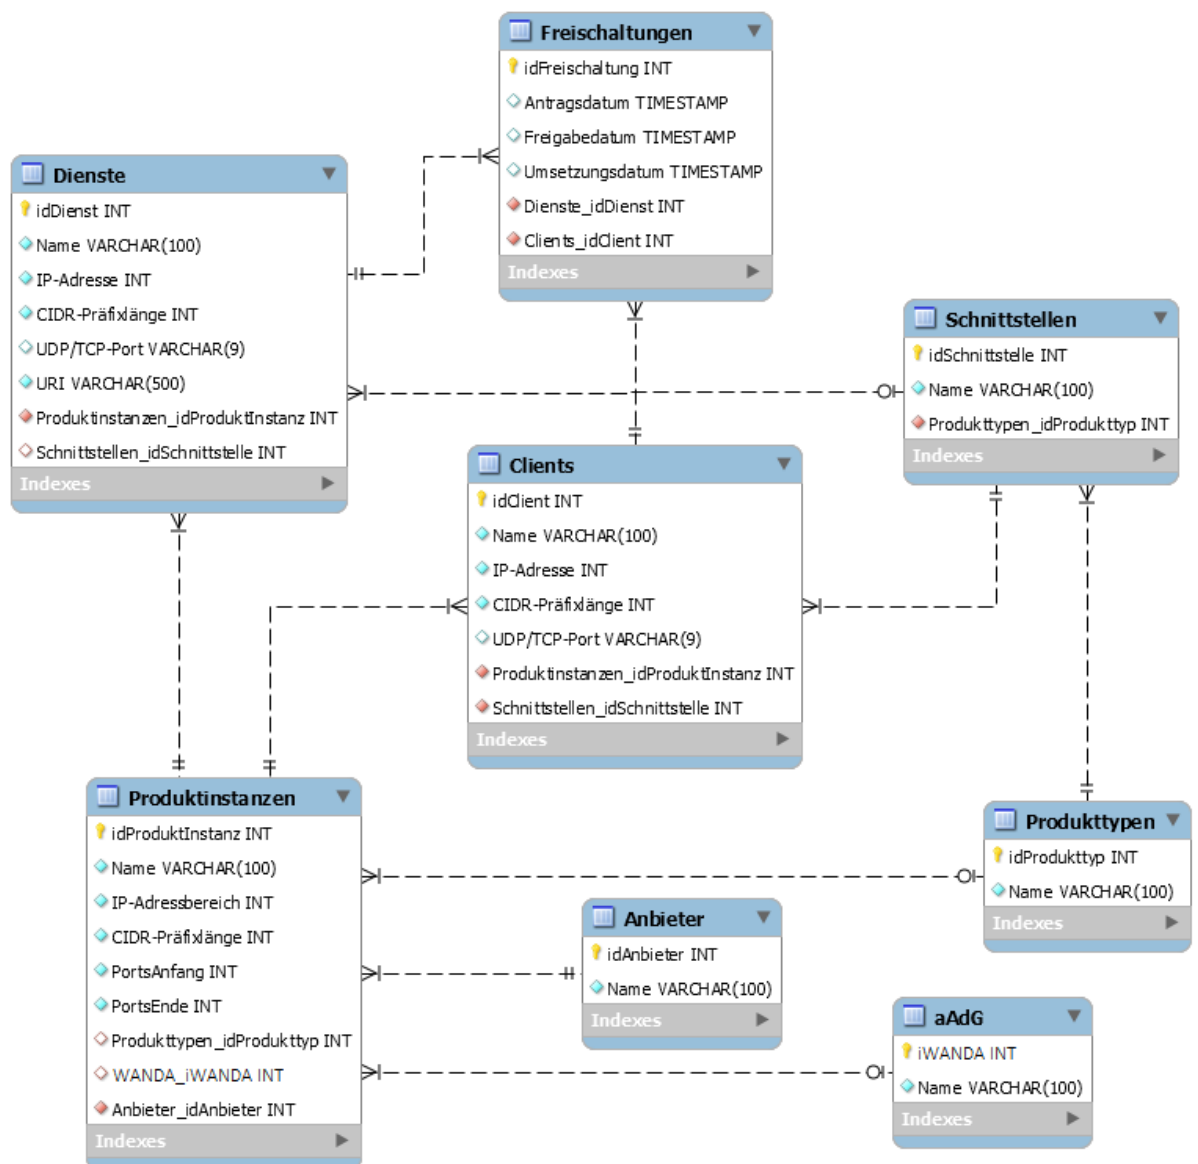 Freischaltungen
idFreischaltung INT
Antragsdatum TIMESTAMP
Freigabedatum TIMESTAMP
Umsetzungsdatum TIMESTAMP
Dienste_idDienst INT
Clients_idClient INT
Indexes
Dienste
idDienst INT
Name VARCHAR(100)
IP-Adresse INT
CIDR-Präfixlänge INT
UDP/TCP-Port VARCHAR(9)
URI VARCHAR(500)
Produktinstanzen_idProduktInstanz INT
Schnittstellen_idSchnittstelle INT
Indexes
Schnittstellen
idSchnittstelle INT
Name VARCHAR(100)
Produkttypen_idProdukttyp INT
Indexes
Clients
idClient INT
Name VARCHAR(100)
IP-Adresse INT
CIDR-Präfixlänge INT
UDP/TCP-Port VARCHAR(9)
Produktinstanzen_idProduktInstanz INT
Schnittstellen_idSchnittstelle INT
Indexes
Produktinstanzen
idProduktInstanz INT
Name VARCHAR(100)
IP-Adressbereich INT
CIDR-Präfixlänge INT
PortsAnfang INT
PortsEnde INT
Produkttypen_idProdukttyp INT
WANDA_iWANDA INT
Anbieter_idAnbieter INT
Indexes
Produkttypen
idProdukttyp INT
Name VARCHAR(100)
Indexes
Anbieter
idAnbieter INT
Name VARCHAR(100)
Indexes
aAdG
iWANDA INT
Name VARCHAR(100)
Indexes